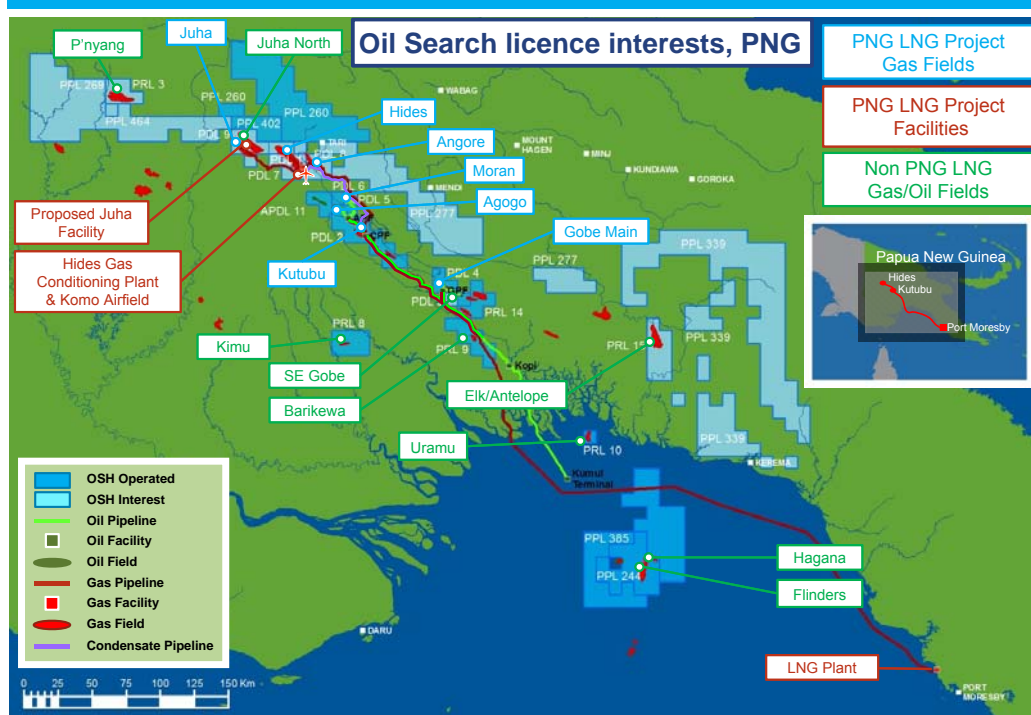 Oil Search licence interests, PNG
PNG LNG Project
Gas Fields
PNG LNG Project
Facilities
Non PNG LNG
Gas/Oil Fields
P'nyang
Juha
Juha North
Hides
Angore
Moran
Agogo
Gobe Main
Proposed Juha
Facility
Hides Gas
Conditioning Plant
& Komo Airfield
Kutubu
Kimu
SE Gobe
Barikewa
Elk/Antelope
Uramu
Hagana
Flinders
LNG Plant
PPL 269
PRL 3
PPL 464
PPL 260
PPL 402
PPL 260
PDL 9
PDL 8
PDL 7
PDL 6
PDL 5
APDL 11
PDL 2
CPF
PPL 277
PDL 4
PRL 14
PRL 9
PRL 8
PPL 277
PPL 339
PPL 339
PPL 339
PRL 15
PRL 10
PPL 385
PPL 244
WABAG
TARI
MOUNT
HAGEN
MINJ
KUNDIAWA
GOROKA
MENDI
Kopi
Kumul
Terminal
KEREMA
DARU
PORT
MORESBY
Papua New Guinea
Hides
Kutubu
Port Moresby
OSH Operated
OSH Interest
Oil Pipeline
Oil Facility
Oil Field
Gas Pipeline
Gas Facility
Gas Field
Condensate Pipeline
0 25 50 75 100 125 150 Km